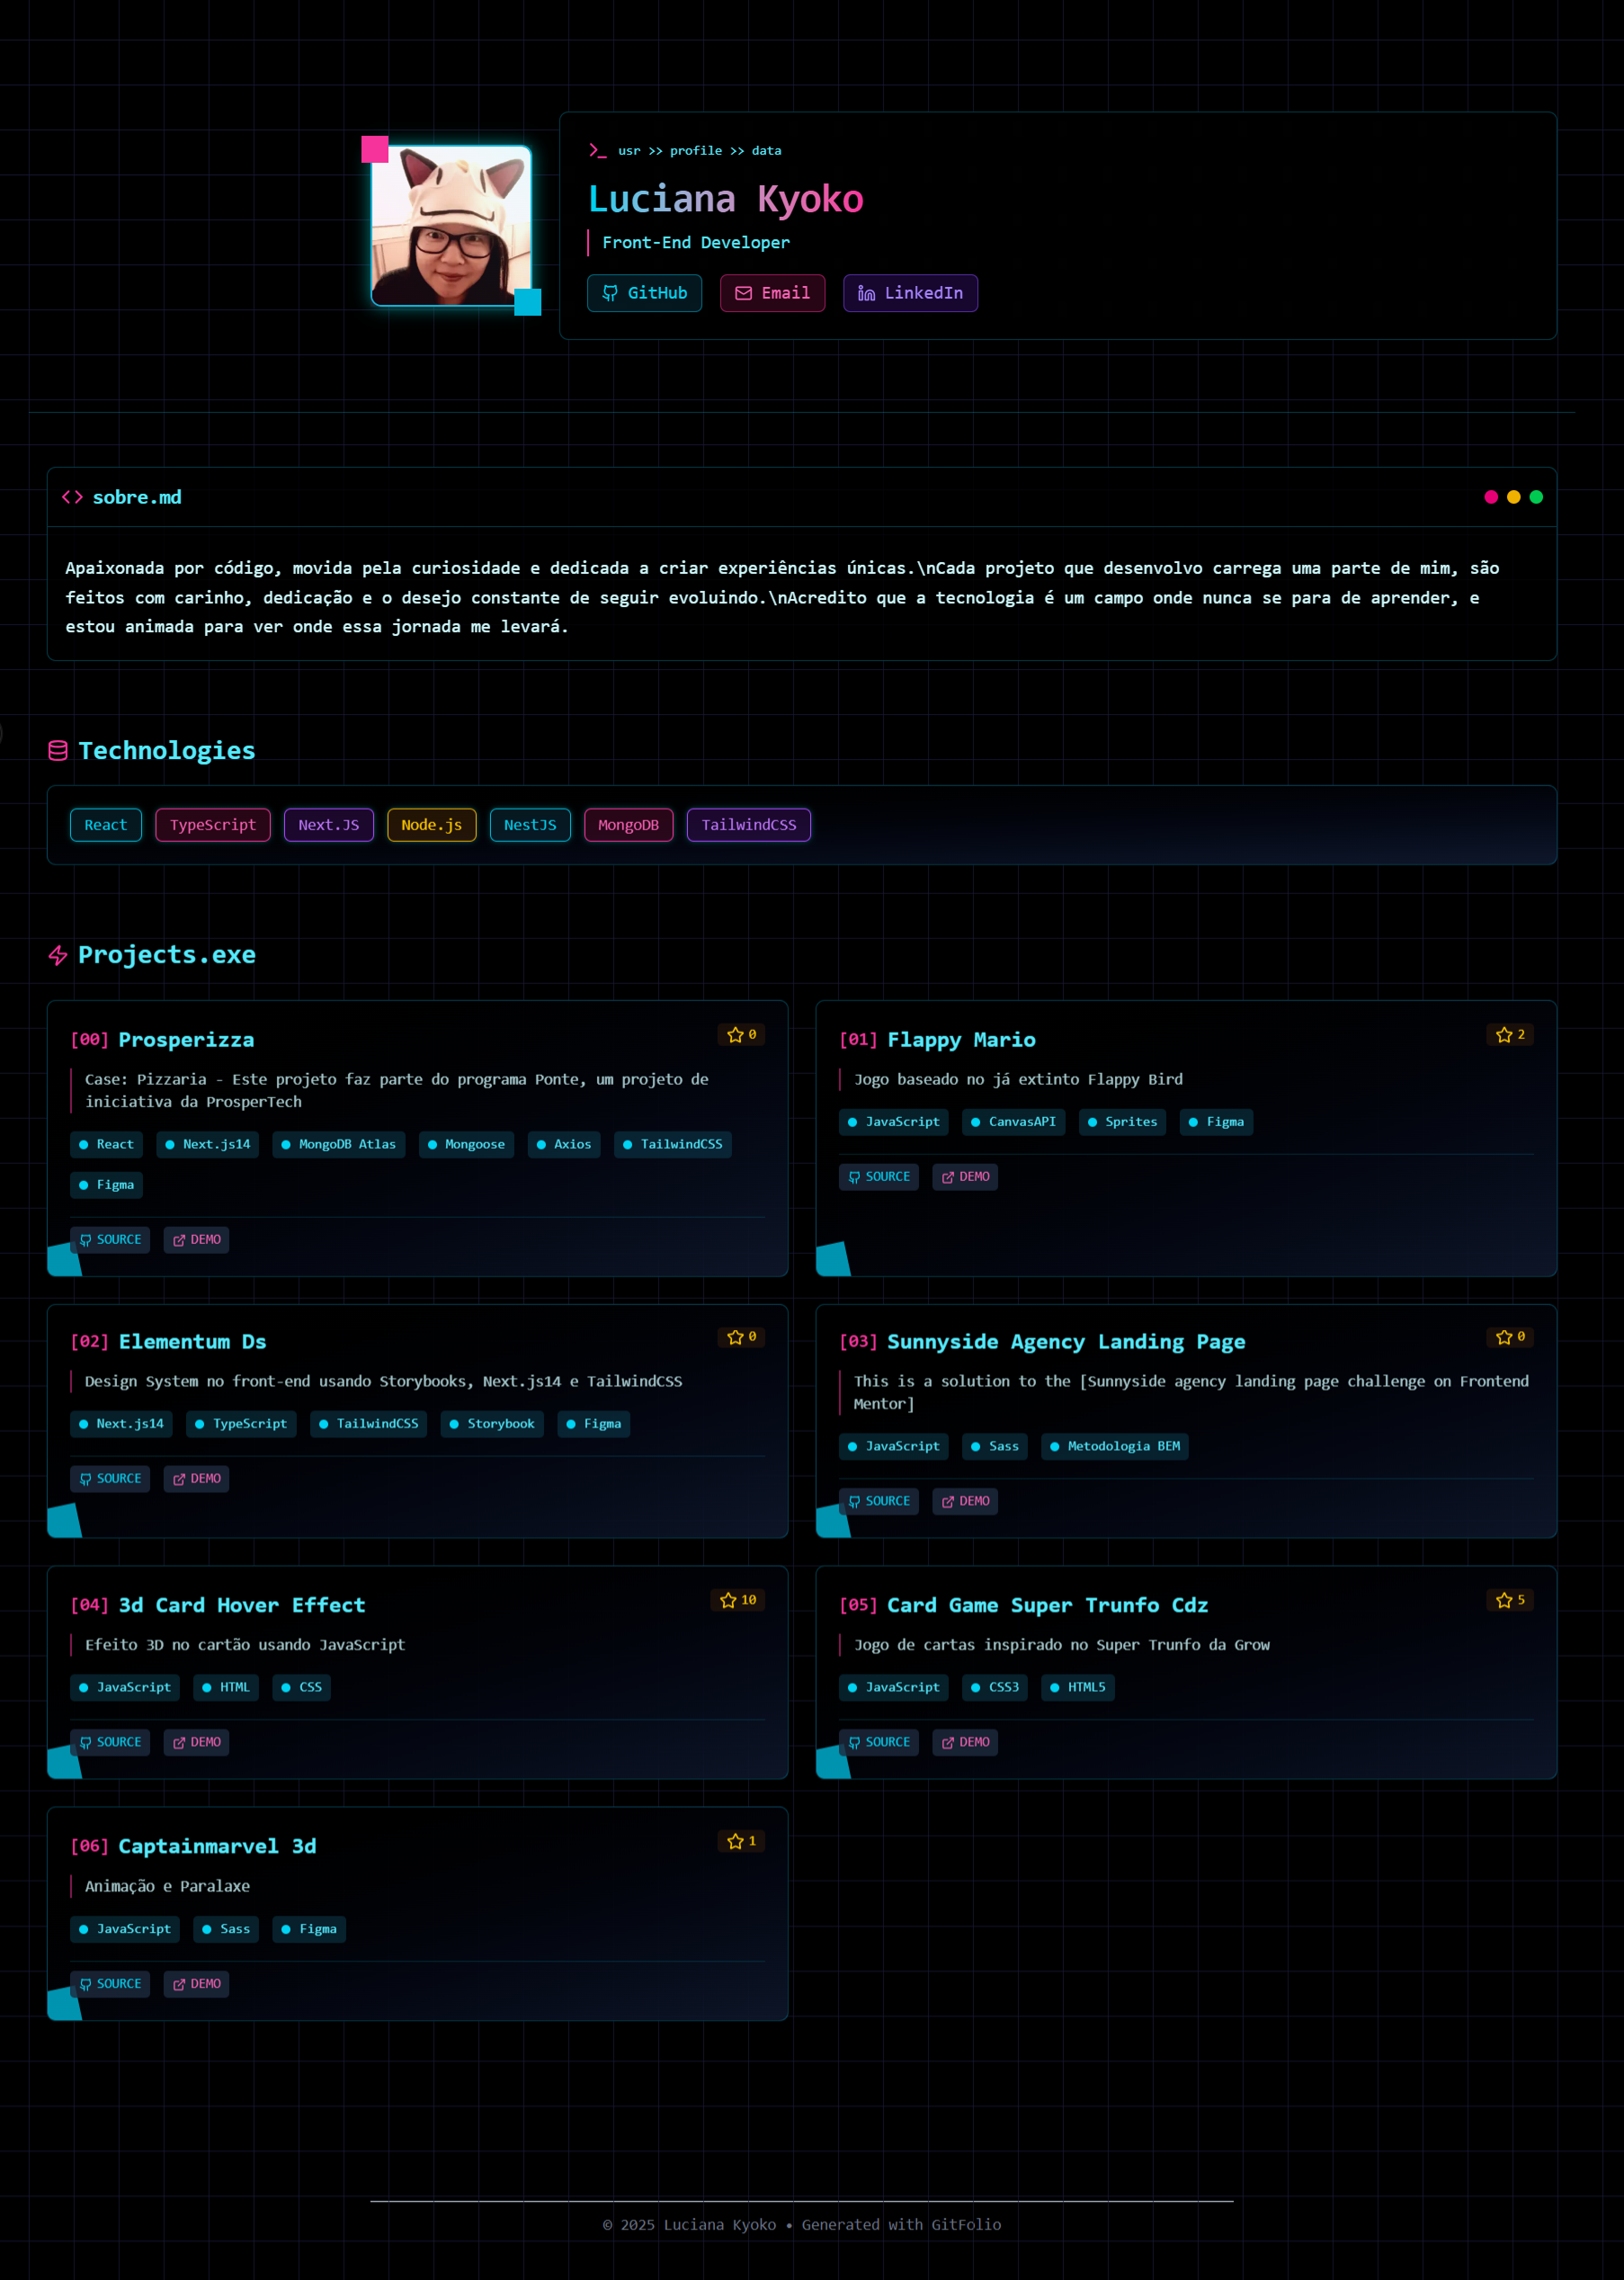 usr >> profile >> data
Luciana Kyoko
Front-End Developer
GitHub Email LinkedIn
sobre.md
Apaixonada por código, movida pela curiosidade e dedicada a criar experiências únicas.\nCada projeto que desenvolvo carrega uma parte de mim, são
feitos com carinho, dedicação e o desejo constante de seguir evoluindo.\nAcredito que a tecnologia é um campo onde nunca se para de aprender, e
estou animada para ver onde essa jornada me levará.
Technologies
React TypeScript Next.JS Node.js NestJS MongoDB TailwindCSS
Projects.exe
[00] Prosperizza 0
Case: Pizzaria - Este projeto faz parte do programa Ponte, um projeto de
iniciativa da ProsperTech
React Next.js14 MongoDB Atlas Mongoose Axios TailwindCSS
Figma
SOURCE DEMO
[01] Flappy Mario 2
Jogo baseado no já extinto Flappy Bird
JavaScript CanvasAPI Sprites Figma
SOURCE DEMO
[02] Elementum Ds 0
Design System no front-end usando Storybooks, Next.js14 e TailwindCSS
Next.js14 TypeScript TailwindCSS Storybook Figma
SOURCE DEMO
[03] Sunnyside Agency Landing Page 0
This is a solution to the [Sunnyside agency landing page challenge on Frontend
Mentor]
JavaScript Sass Metodologia BEM
SOURCE DEMO
[04] 3d Card Hover Effect 10
Efeito 3D no cartão usando JavaScript
JavaScript HTML CSS
SOURCE DEMO
[05] Card Game Super Trunfo Cdz 5
Jogo de cartas inspirado no Super Trunfo da Grow
JavaScript CSS3 HTML5
SOURCE DEMO
[06] Captainmarvel 3d 1
Animação e Paralaxe
JavaScript Sass Figma
SOURCE DEMO
© 2025 Luciana Kyoko • Generated with GitFolio